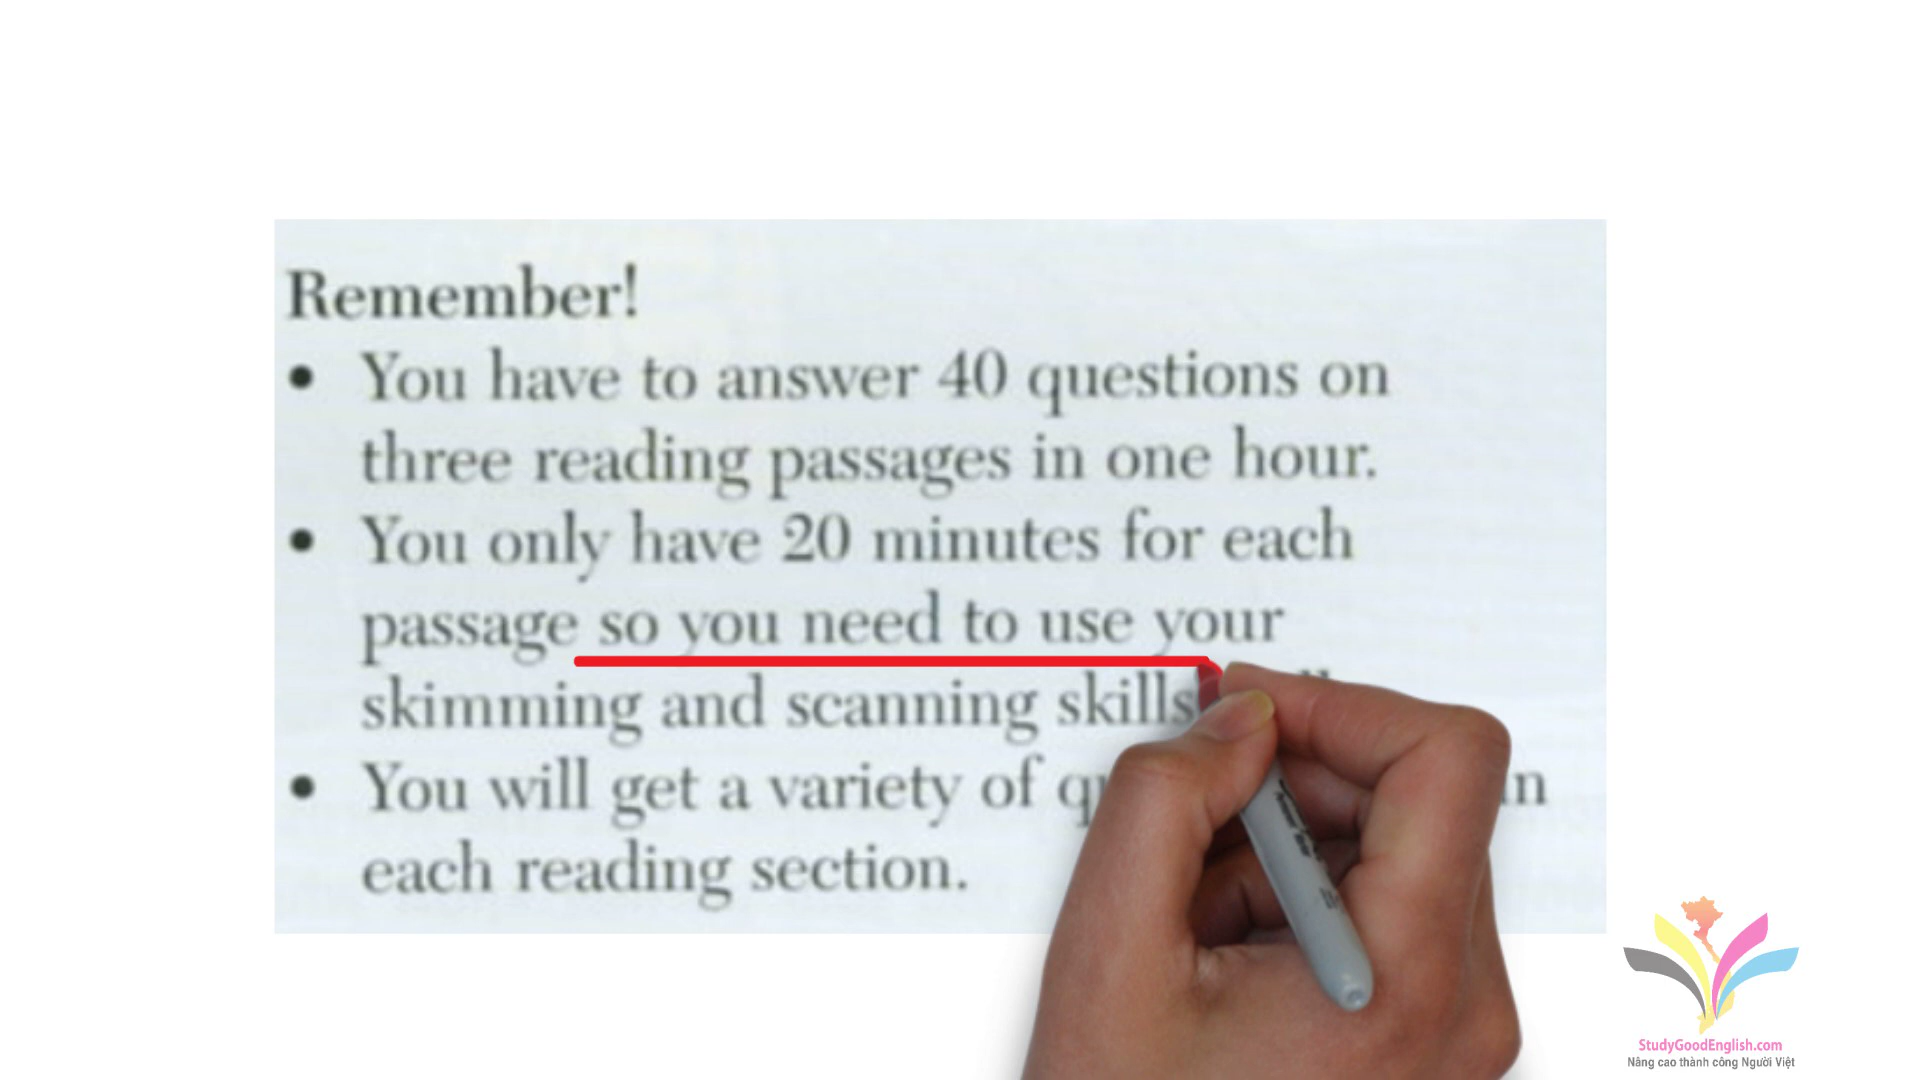 Remember!
• You have to answer 40 questions on
three reading passages in one hour.
• You only have 20 minutes for each
passage so you need to use your
skimming and scanning skills
• You will get a variety of in
each reading section.
StudyGoodEnglish.com
Nâng cao thành công Người Việt